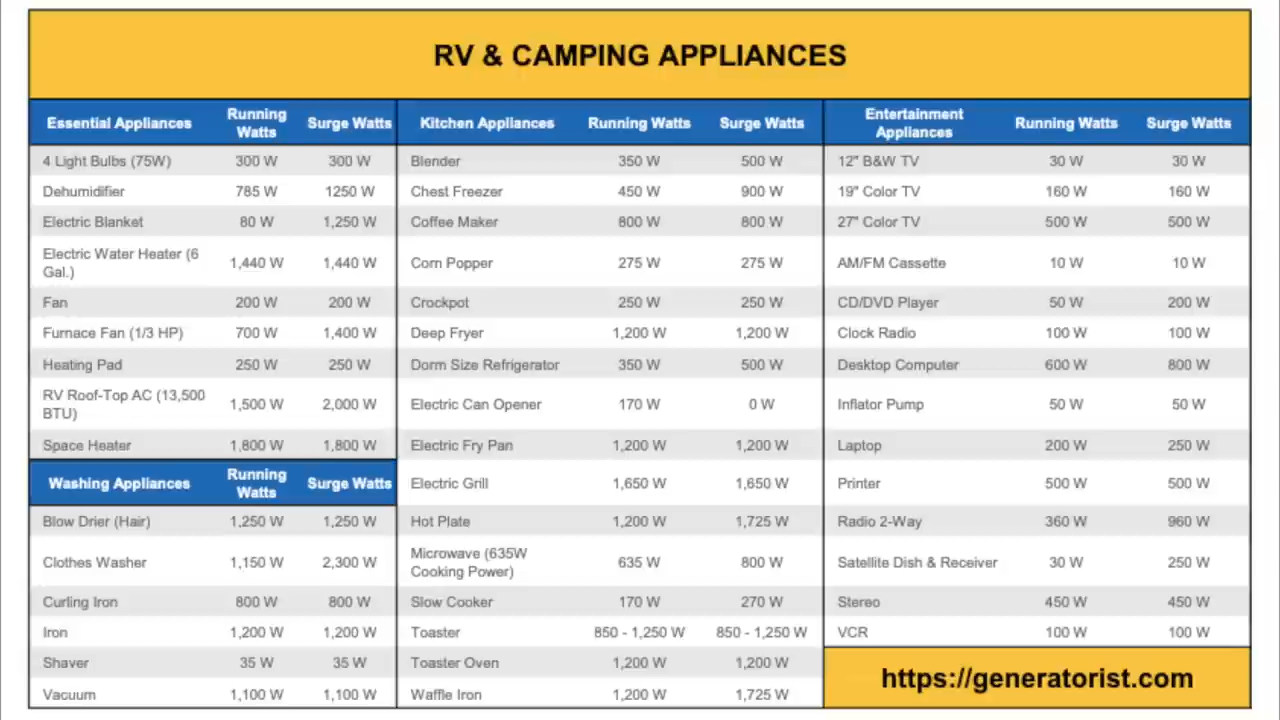 RV & CAMPING APPLIANCES
Essential Appliances Running Watts Surge Watts
4 Light Bulbs (75W) 300 W 300 W
Dehumidifier 785 W 1250 W
Electric Blanket 80 W 1,250 W
Electric Water Heater (6 Gal.) 1,440 W 1,440 W
Fan 200 W 200 W
Furnace Fan (1/3 HP) 700 W 1,400 W
Heating Pad 250 W 250 W
RV Roof-Top AC (13,500 BTU) 1,500 W 2,000 W
Space Heater 1,800 W 1,800 W
Washing Appliances Running Watts Surge Watts
Blow Drier (Hair) 1,250 W 1,250 W
Clothes Washer 1,150 W 2,300 W
Curling Iron 800 W 800 W
Iron 1,200 W 1,200 W
Shaver 35 W 35 W
Vacuum 1,100 W 1,100 W
Kitchen Appliances Running Watts Surge Watts
Blender 350 W 500 W
Chest Freezer 450 W 900 W
Coffee Maker 800 W 800 W
Corn Popper 275 W 275 W
Crockpot 250 W 250 W
Deep Fryer 1,200 W 1,200 W
Dorm Size Refrigerator 350 W 500 W
Electric Can Opener 170 W 0 W
Electric Fry Pan 1,200 W 1,200 W
Electric Grill 1,650 W 1,650 W
Hot Plate 1,200 W 1,725 W
Microwave (635W Cooking Power) 635 W 800 W
Slow Cooker 170 W 270 W
Toaster 850 - 1,250 W 850 - 1,250 W
Toaster Oven 1,200 W 1,200 W
Waffle Iron 1,200 W 1,725 W
Entertainment Appliances Running Watts Surge Watts
12" B&W TV 30 W 30 W
19" Color TV 160 W 160 W
27" Color TV 500 W 500 W
AM/FM Cassette 10 W 10 W
CD/DVD Player 50 W 200 W
Clock Radio 100 W 100 W
Desktop Computer 600 W 800 W
Inflator Pump 50 W 50 W
Laptop 200 W 250 W
Printer 500 W 500 W
Radio 2-Way 360 W 960 W
Satellite Dish & Receiver 30 W 250 W
Stereo 450 W 450 W
VCR 100 W 100 W
https://generatorist.com